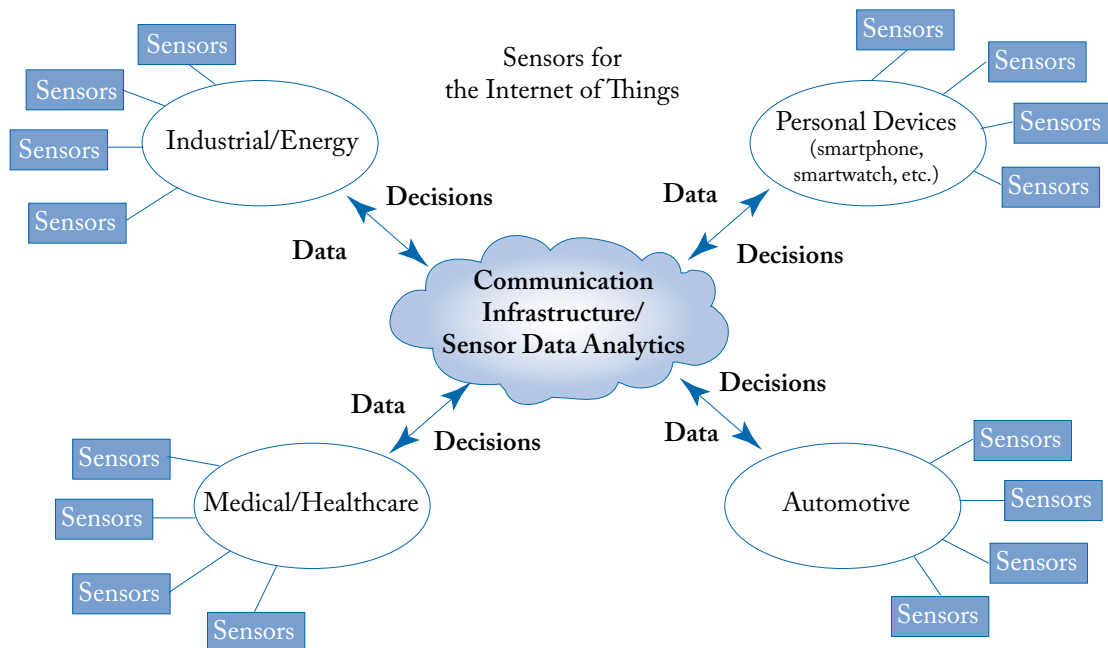 Sensors
Sensors
Sensors
Sensors
Industrial/Energy
Sensors for
the Internet of Things
Sensors
Sensors
Sensors
Sensors
Personal Devices
(smartphone,
smartwatch, etc.)
Decisions
Data
Data
Decisions
Communication
Infrastructure/
Sensor Data Analytics
Data
Decisions
Decisions
Data
Sensors
Sensors
Sensors
Sensors
Medical/Healthcare
Automotive
Sensors
Sensors
Sensors
Sensors